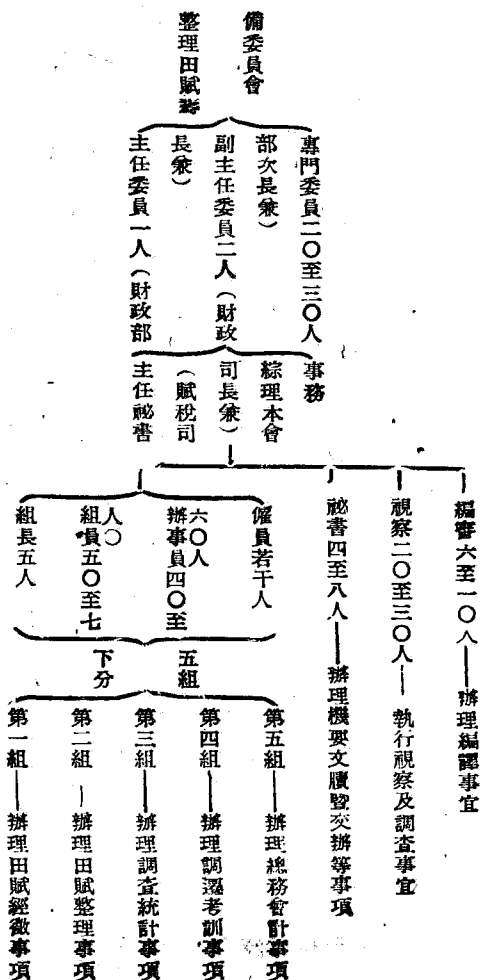 整理田賦籌
備委員會
主任委員一人(財政部
長兼)
副主任委員二人(財政
部次長兼)
專門委員二〇至三〇人
主任祕書
(賦稅司
司長兼)
綜理本會
事務
組長五人
組員五〇至七
人〇
辦事員四〇至
六〇人
僱員若干人
下分
五組
第一組——辦理田賦經徵事項
第二組——辦理田賦整理事項
第三組——辦理調查統計事項
第四組——辦理調遴考訓事項
第五組——辦理總務會計事項
祕書四至八人——辦理機要文牘暨交辦等事項
視察二〇至三〇人——執行視察及調查事宜
編審六至一〇人——辦理編譯事宜